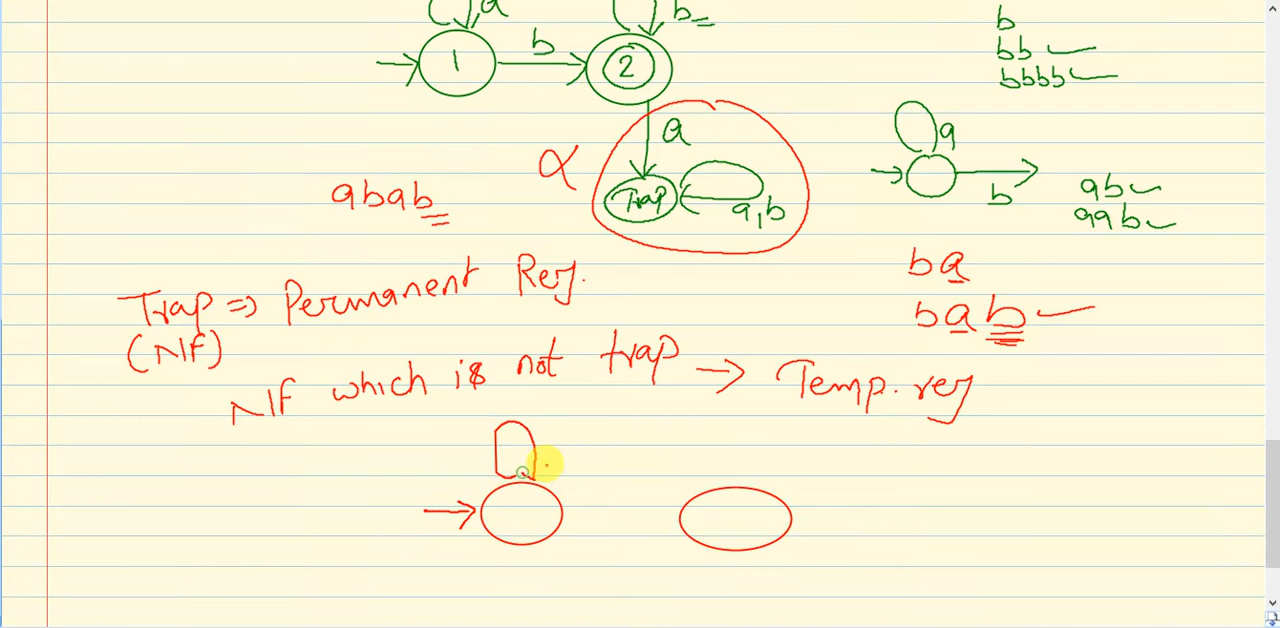 a
b
1
b
2
b
bb
bbbb
a
α
Trap
a,b
a
b
ab
aab
abab
ba
bab
Trap => Permanent Rej.
(NF)
NF which is not trap → Temp. rej